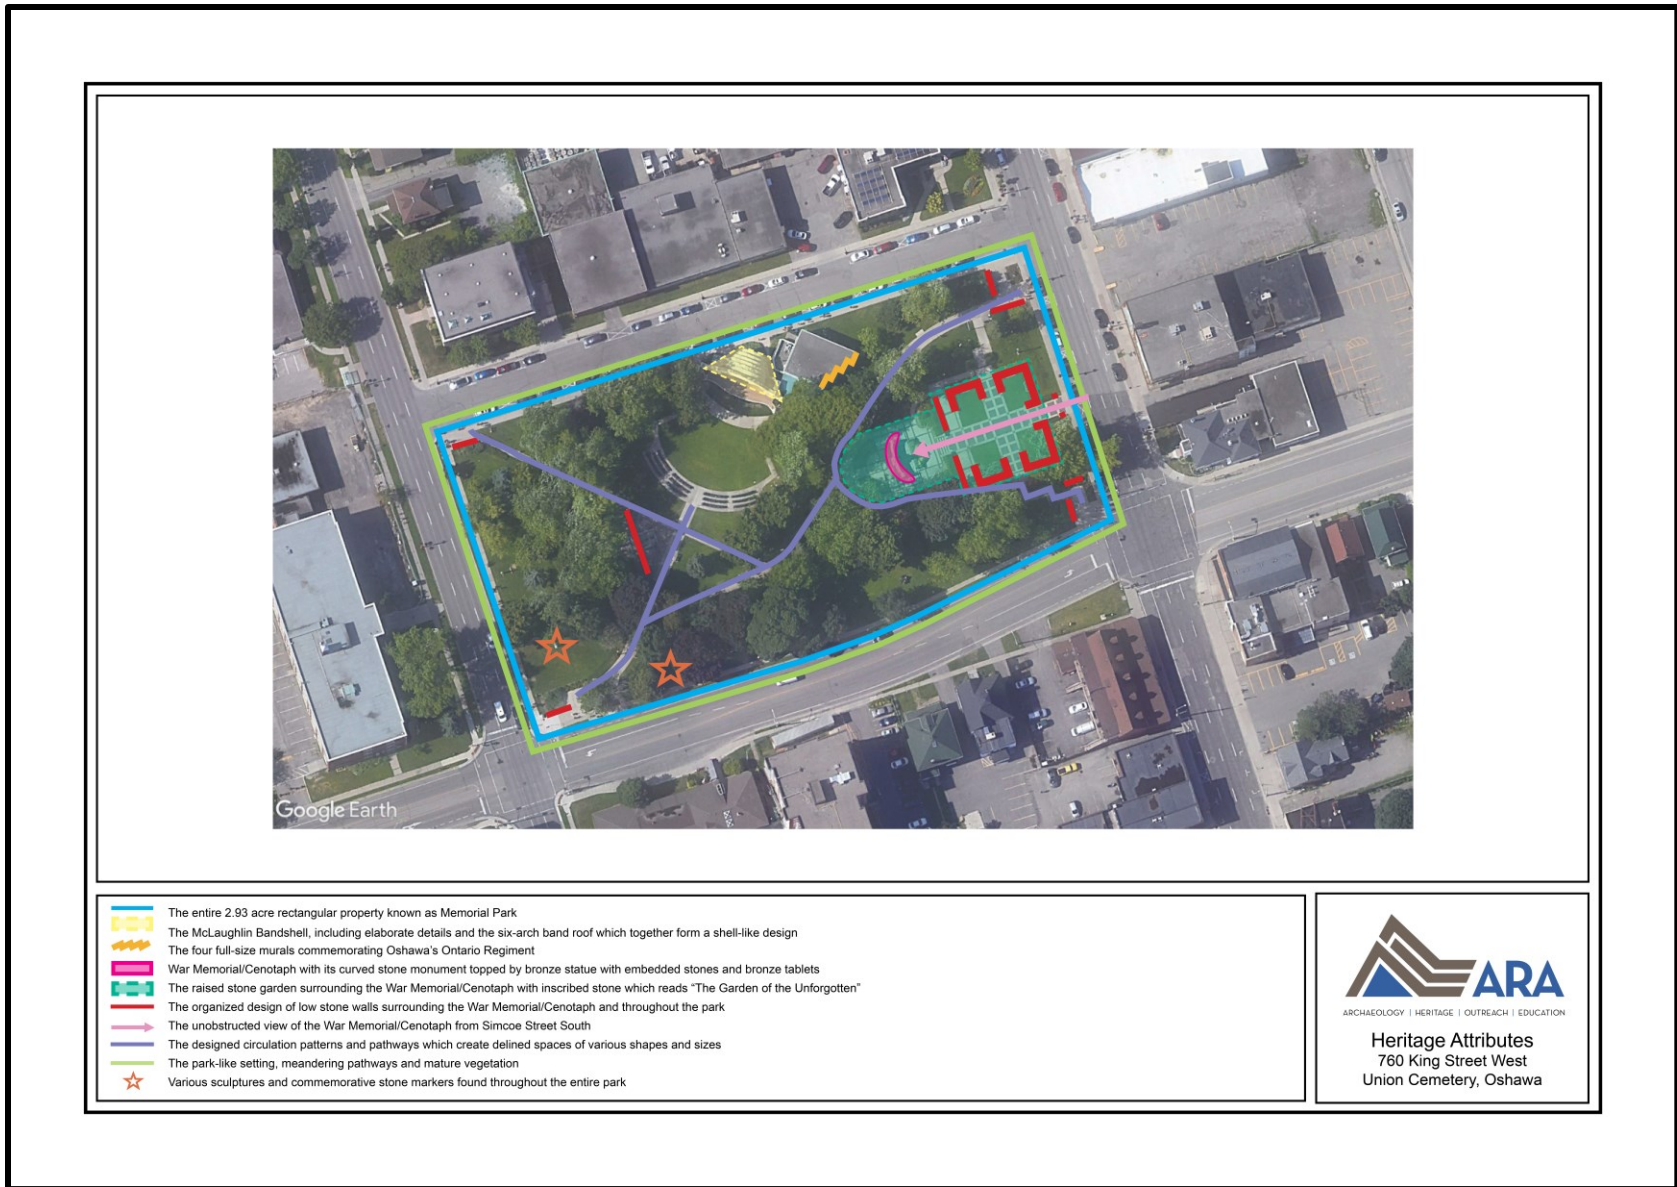 Google Earth
The entire 2.93 acre rectangular property known as Memorial Park
The McLaughlin Bandshell, including elaborate details and the six-arch band roof which together form a shell-like design
The four full-size murals commemorating Oshawa's Ontario Regiment
War Memorial/Cenotaph with its curved stone monument topped by bronze statue with embedded stones and bronze tablets
The raised stone garden surrounding the War Memorial/Cenotaph with inscribed stone which reads "The Garden of the Unforgotten"
The organized design of low stone walls surrounding the War Memorial/Cenotaph and throughout the park
The unobstructed view of the War Memorial/Cenotaph from Simcoe Street South
The designed circulation patterns and pathways which create delined spaces of various shapes and sizes
The park-like setting, meandering pathways and mature vegetation
Various sculptures and commemorative stone markers found throughout the entire park
ARA
ARCHAEOLOGY | HERITAGE | OUTREACH | EDUCATION
Heritage Attributes
760 King Street West
Union Cemetery, Oshawa